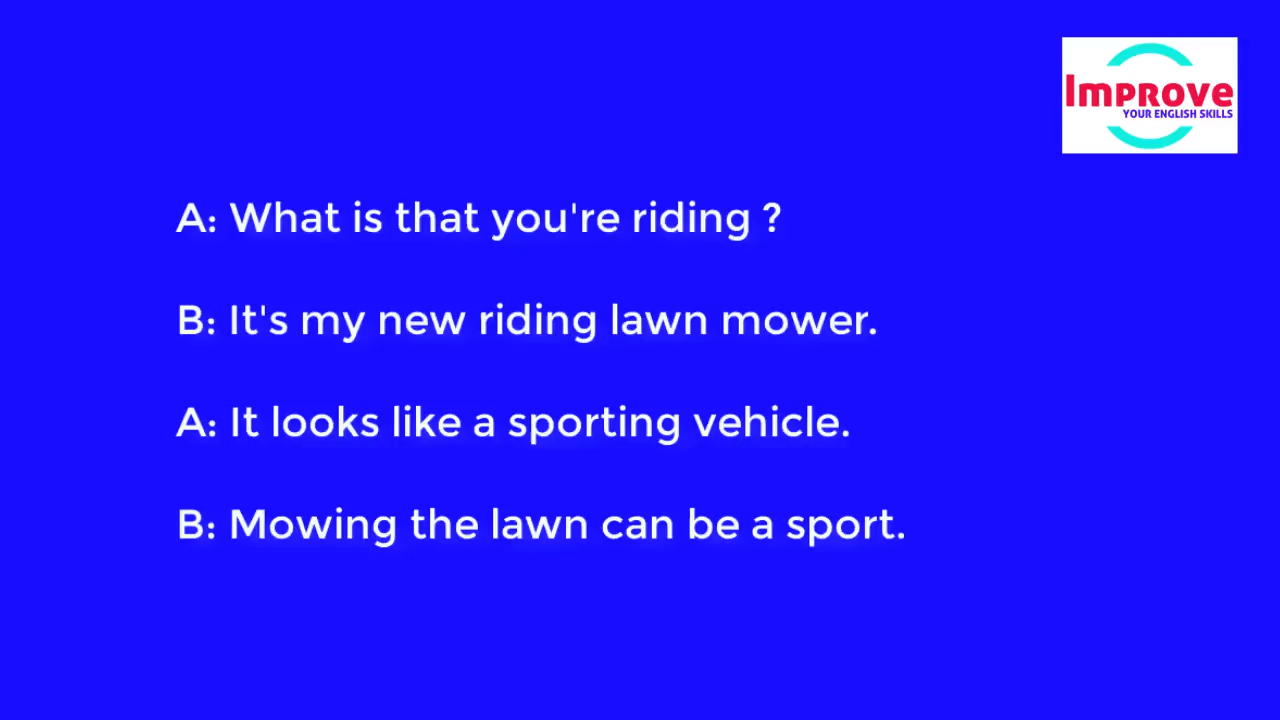 Improve
YOUR ENGLISH SKILLS
A: What is that you're riding ?
B: It's my new riding lawn mower.
A: It looks like a sporting vehicle.
B: Mowing the lawn can be a sport.